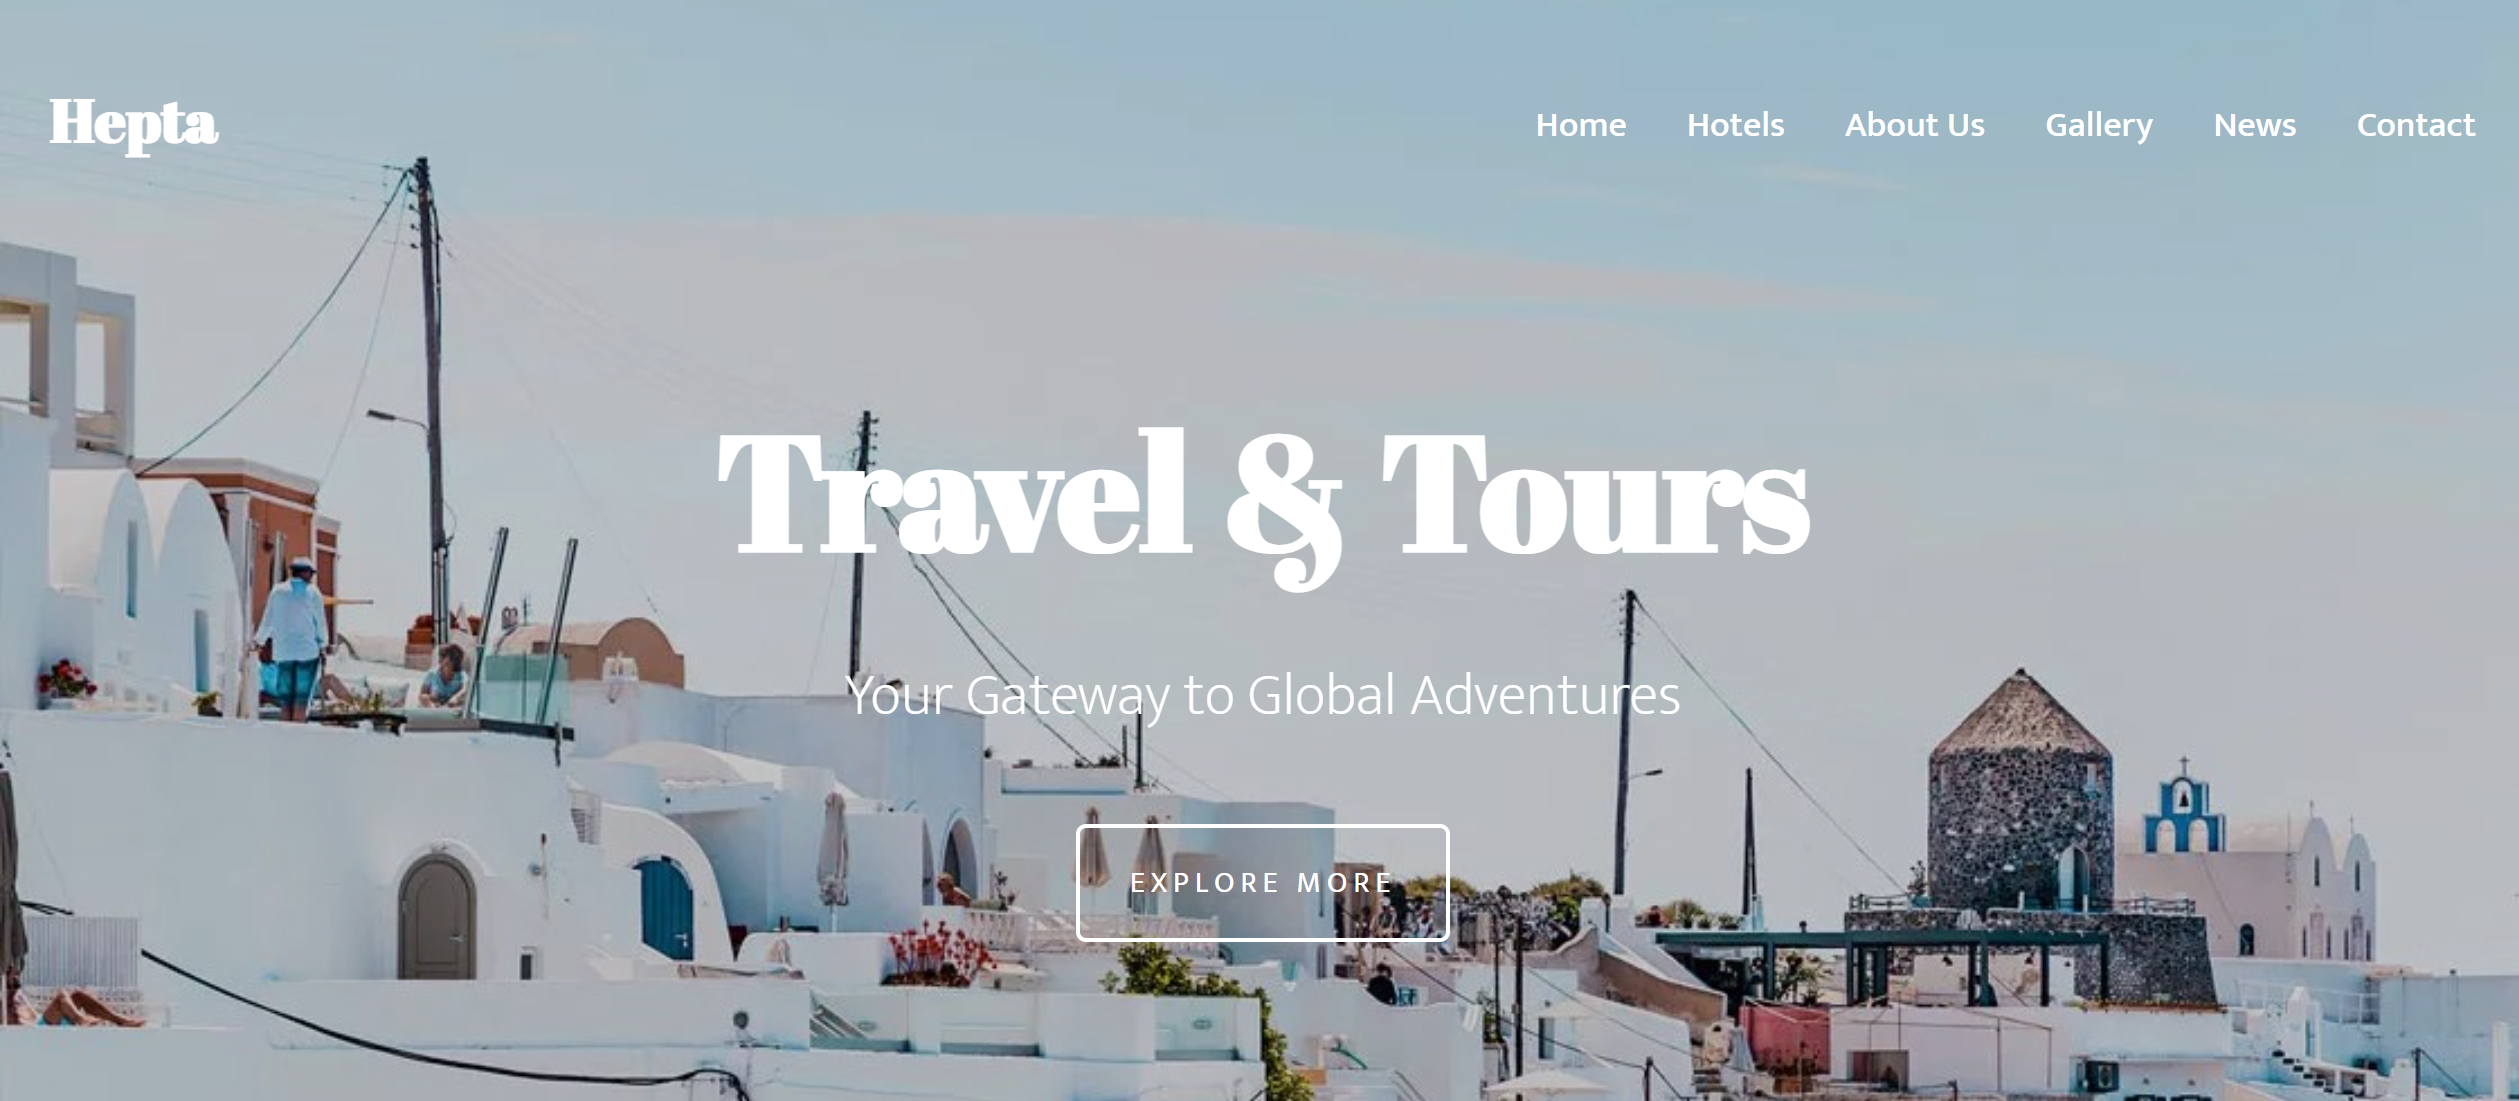 Hepta
Home Hotels About Us Gallery News Contact
Travel & Tours
Your Gateway to Global Adventures
EXPLORE MORE